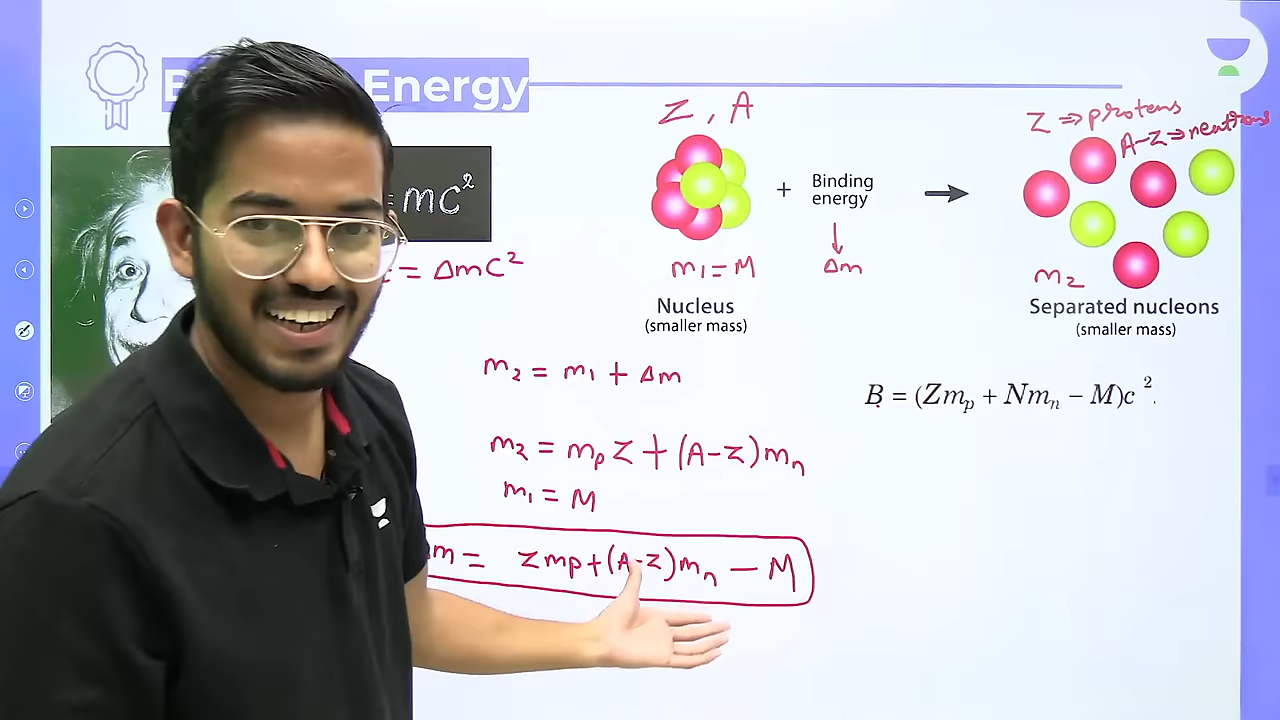 Energy
Z, A
Z ⇒ protons
A-Z ⇒ neutrons
= mc²
= Δmc²
+ Binding energy →
↓
Δm
m₁ = M
m₂
Nucleus
(smaller mass)
Separated nucleons
(smaller mass)
m₂ = m₁ + Δm
B = (Zmₚ + Nmₙ − M)c².
m₂ = mₚ Z + (A-Z)mₙ
m₁ = M
m = Zmp + (A-Z)mₙ − M